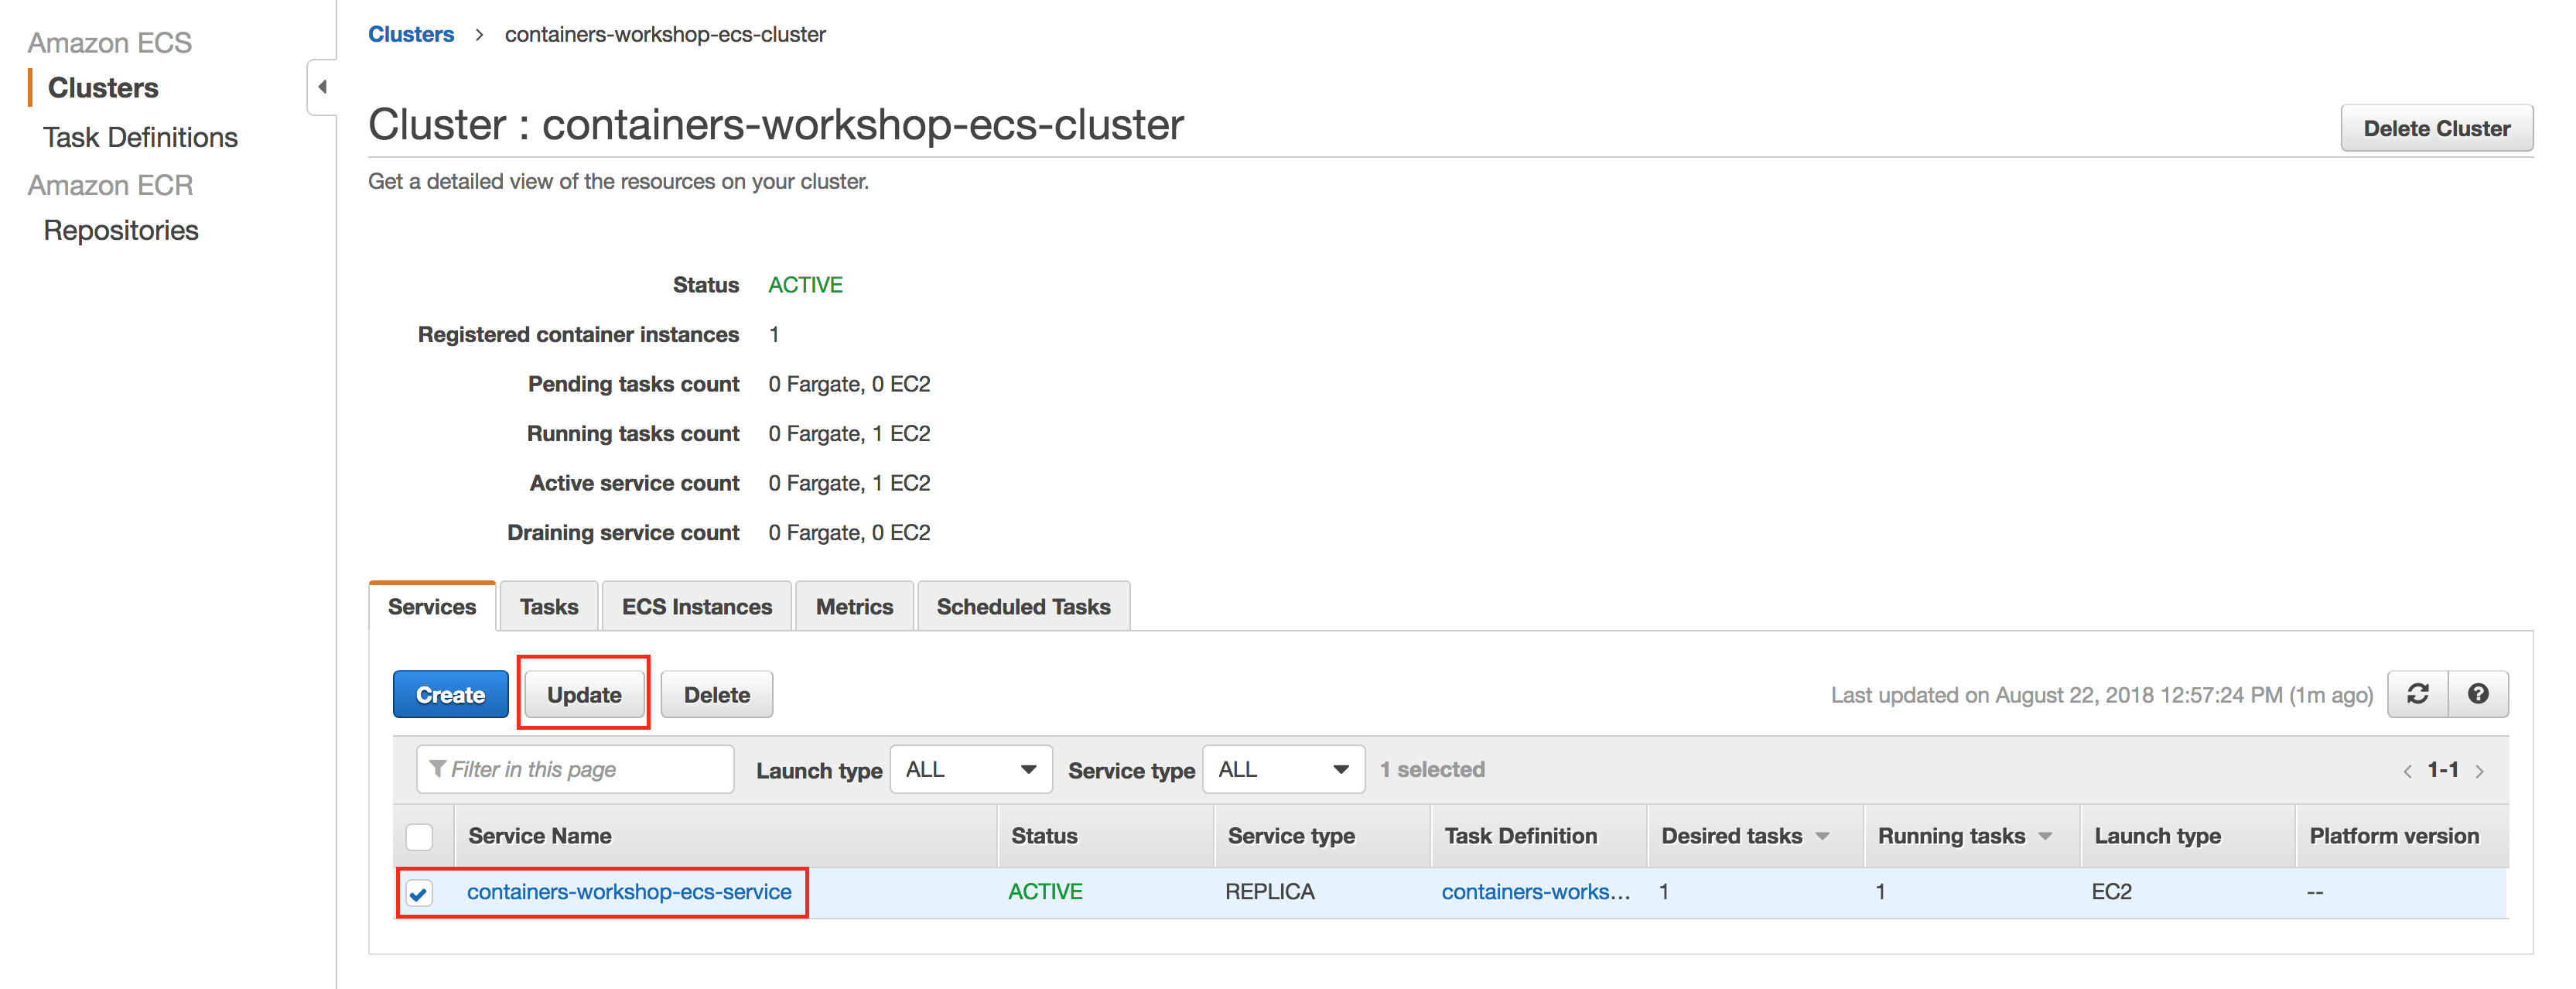 Amazon ECS
Clusters
Task Definitions
Amazon ECR
Repositories
Clusters > containers-workshop-ecs-cluster
Cluster : containers-workshop-ecs-cluster
Delete Cluster
Get a detailed view of the resources on your cluster.
Status ACTIVE
Registered container instances 1
Pending tasks count 0 Fargate, 0 EC2
Running tasks count 0 Fargate, 1 EC2
Active service count 0 Fargate, 1 EC2
Draining service count 0 Fargate, 0 EC2
Services Tasks ECS Instances Metrics Scheduled Tasks
Create Update Delete Last updated on August 22, 2018 12:57:24 PM (1m ago)
Filter in this page Launch type ALL Service type ALL 1 selected < 1-1 >
Service Name Status Service type Task Definition Desired tasks Running tasks Launch type Platform version
containers-workshop-ecs-service ACTIVE REPLICA containers-works... 1 1 EC2 --